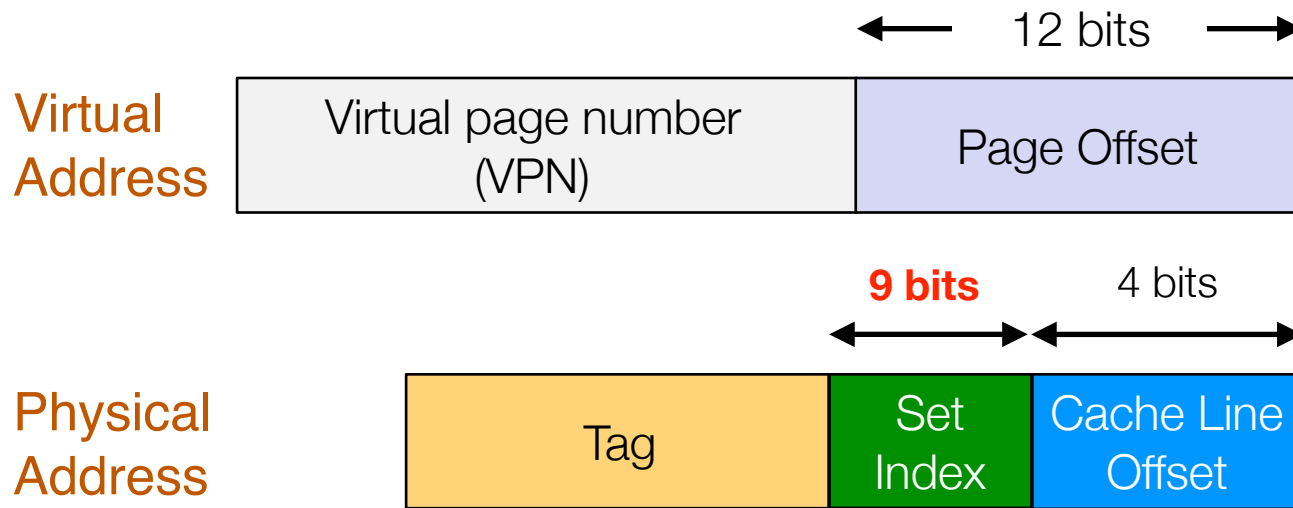 12 bits
Virtual
Address
Virtual page number
(VPN)
Page Offset
9 bits
4 bits
Physical
Address
Tag
Set
Index
Cache Line
Offset